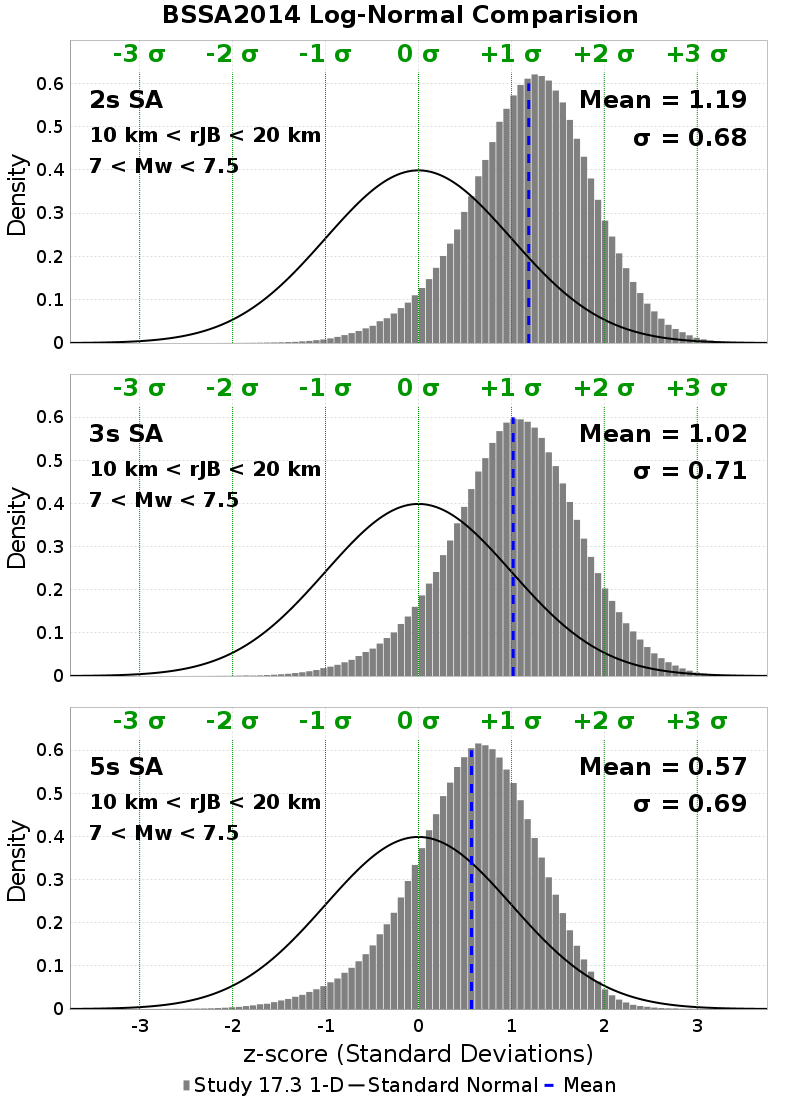 BSSA2014 Log-Normal Comparision
-3 σ -2 σ -1 σ 0 σ +1 σ +2 σ +3 σ
2s SA
Mean = 1.19
10 km < rJB < 20 km
σ = 0.68
7 < Mw < 7.5
Density
0.6
0.5
0.4
0.3
0.2
0.1
0
-3 σ -2 σ -1 σ 0 σ +1 σ +2 σ +3 σ
3s SA
Mean = 1.02
10 km < rJB < 20 km
σ = 0.71
7 < Mw < 7.5
Density
0.6
0.5
0.4
0.3
0.2
0.1
0
-3 σ -2 σ -1 σ 0 σ +1 σ +2 σ +3 σ
5s SA
Mean = 0.57
10 km < rJB < 20 km
σ = 0.69
7 < Mw < 7.5
Density
0.6
0.5
0.4
0.3
0.2
0.1
0
-3 -2 -1 0 1 2 3
z-score (Standard Deviations)
Study 17.3 1-D Standard Normal Mean